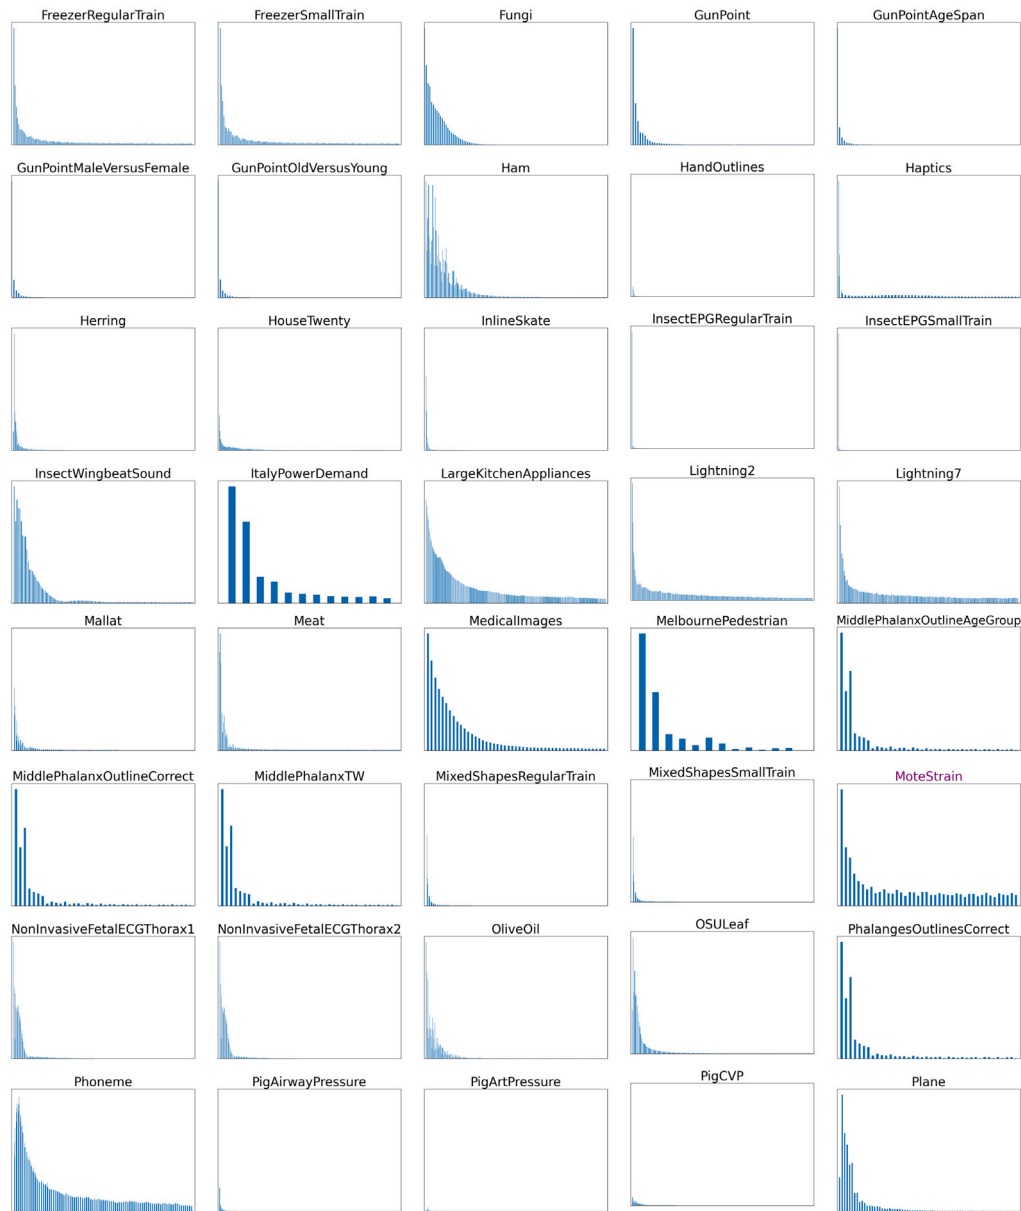 FreezerRegularTrain
FreezerSmallTrain
Fungi
GunPoint
GunPointAgeSpan
GunPointMaleVersusFemale
GunPointOldVersusYoung
Ham
HandOutlines
Haptics
Herring
HouseTwenty
InlineSkate
InsectEPGRegularTrain
InsectEPGSmallTrain
InsectWingbeatSound
ItalyPowerDemand
LargeKitchenAppliances
Lightning2
Lightning7
Mallat
Meat
MedicalImages
MelbournePedestrian
MiddlePhalanxOutlineAgeGroup
MiddlePhalanxOutlineCorrect
MiddlePhalanxTW
MixedShapesRegularTrain
MixedShapesSmallTrain
MoteStrain
NonInvasiveFetalECGThorax1
NonInvasiveFetalECGThorax2
OliveOil
OSULeaf
PhalangesOutlinesCorrect
Phoneme
PigAirwayPressure
PigArtPressure
PigCVP
Plane